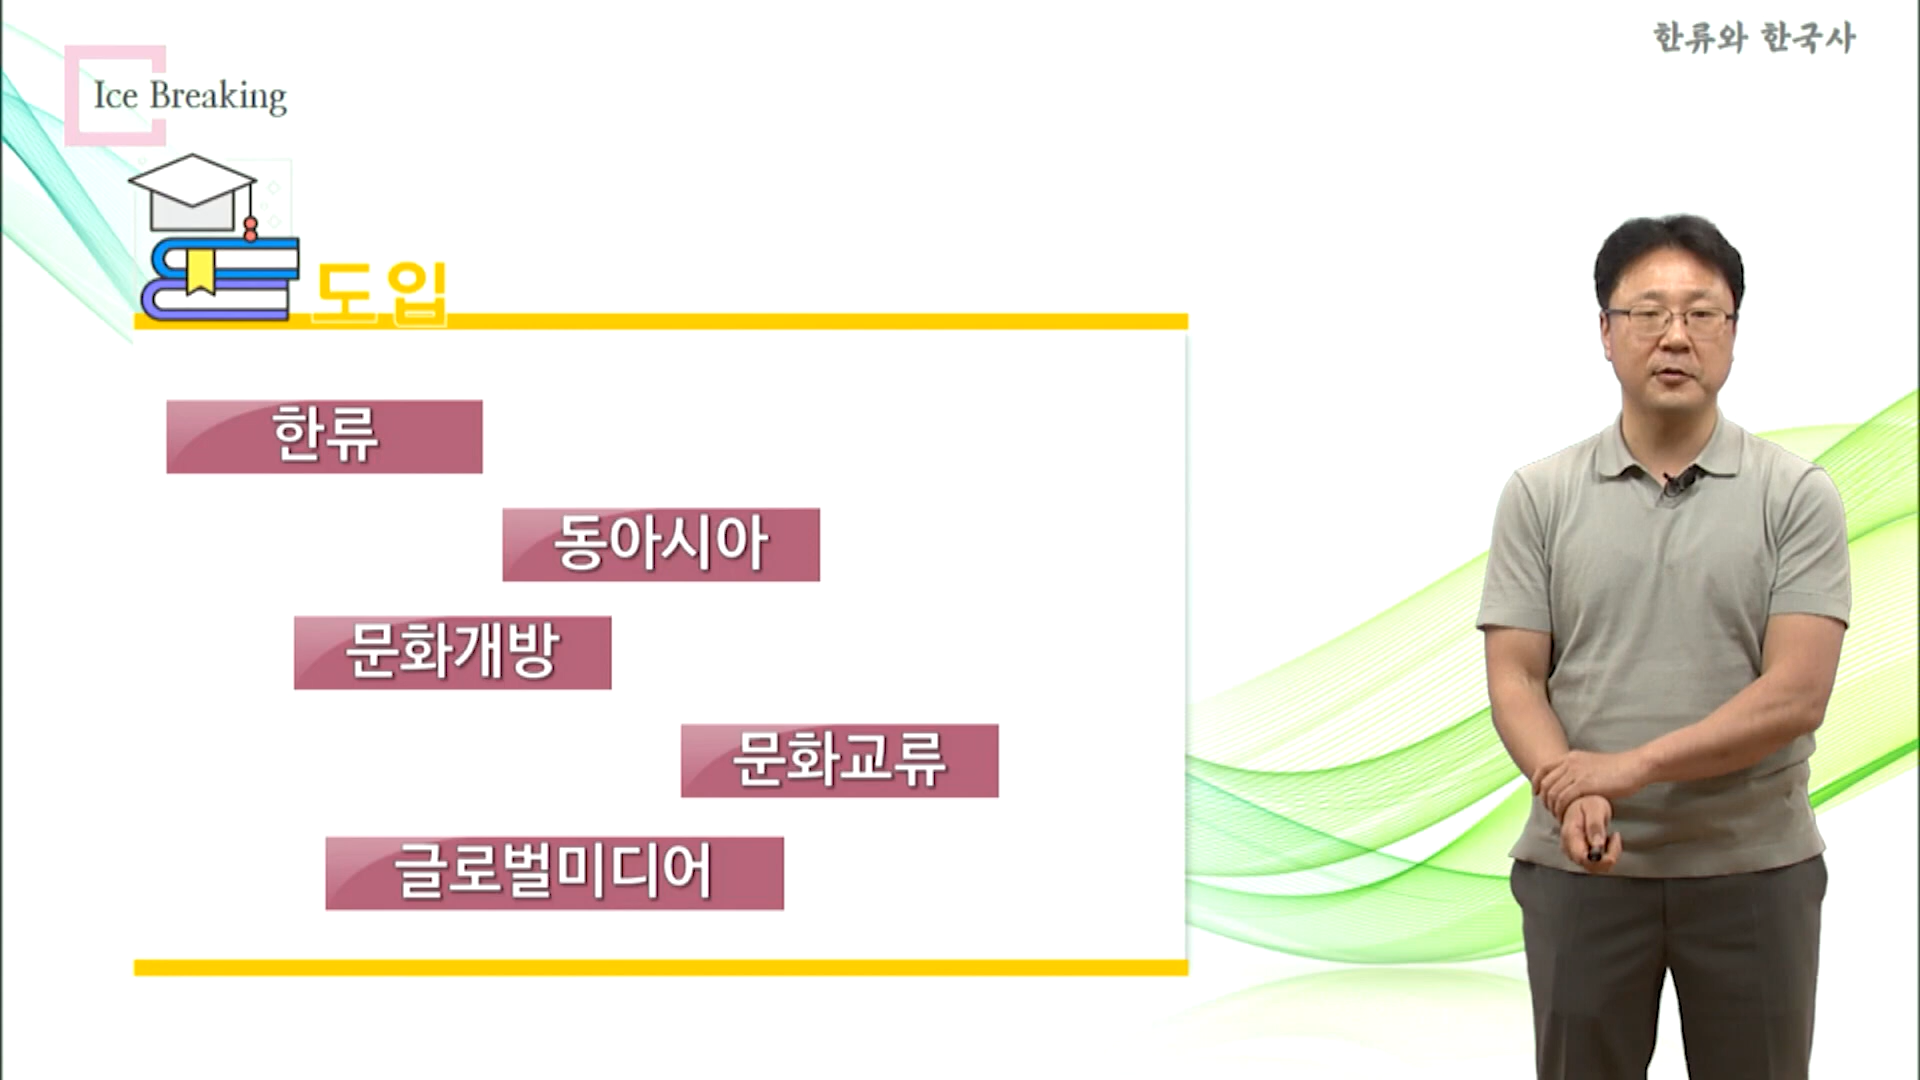 한류와 한국사
Ice Breaking
도입
한류
동아시아
문화개방
문화교류
글로벌미디어